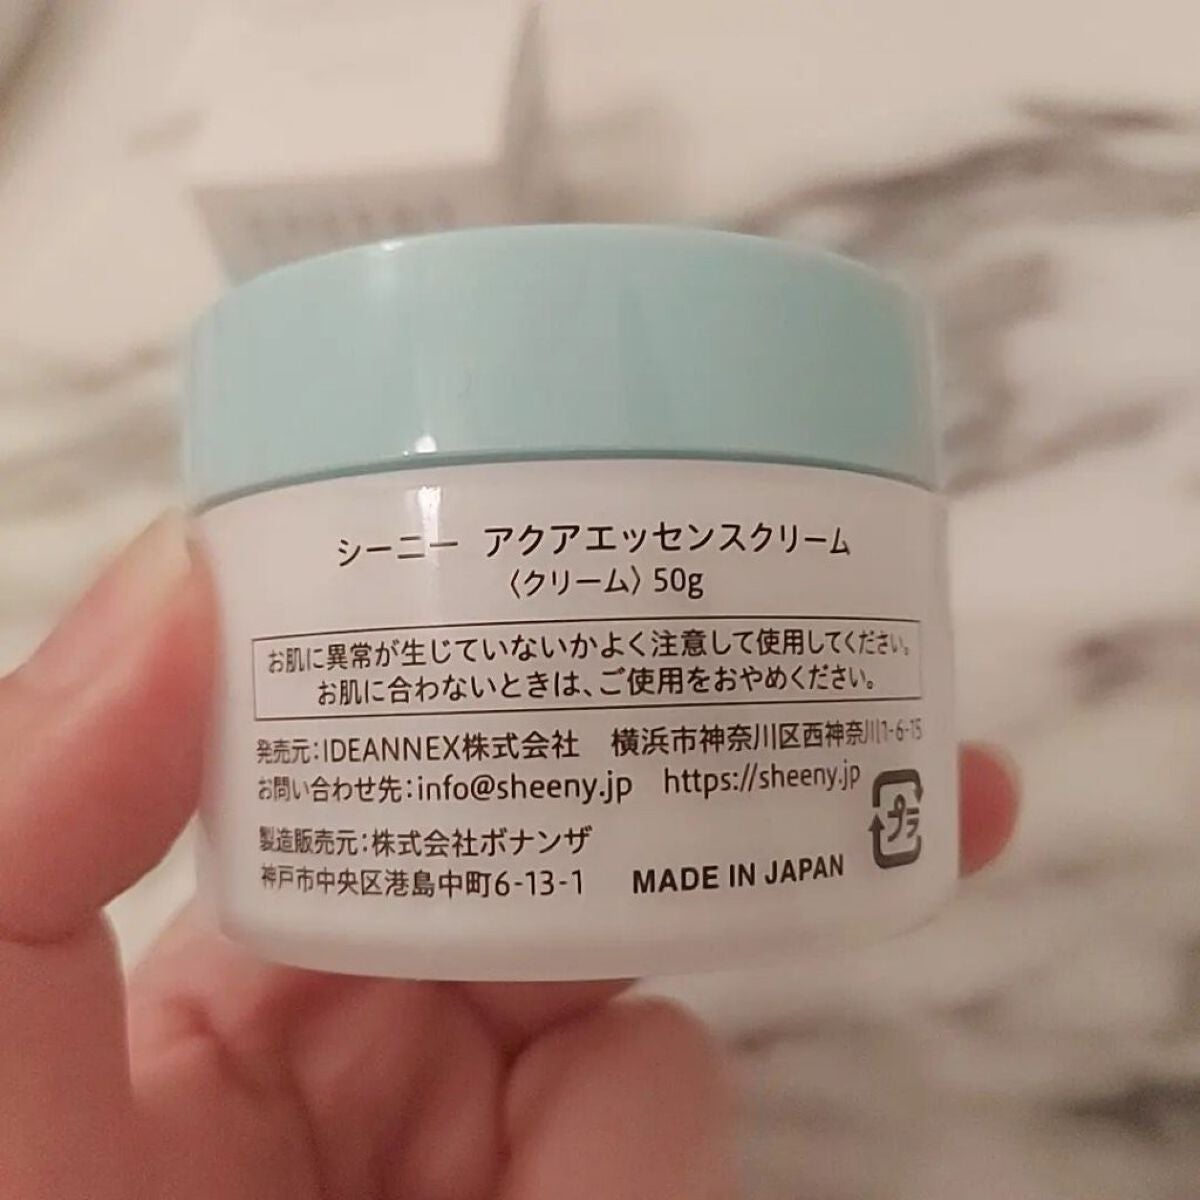 シーニー アクアエッセンスクリーム
〈クリーム〉50g
お肌に異常が生じていないかよく注意して使用してください。
お肌に合わないときは、ご使用をおやめください。
発売元：IDEANNEX株式会社 横浜市神奈川区西神奈川1-6-15
お問い合わせ先：info@sheeny.jp https://sheeny.jp
プラ
製造販売元：株式会社ボナンザ
神戸市中央区港島中町6-13-1 MADE IN JAPAN